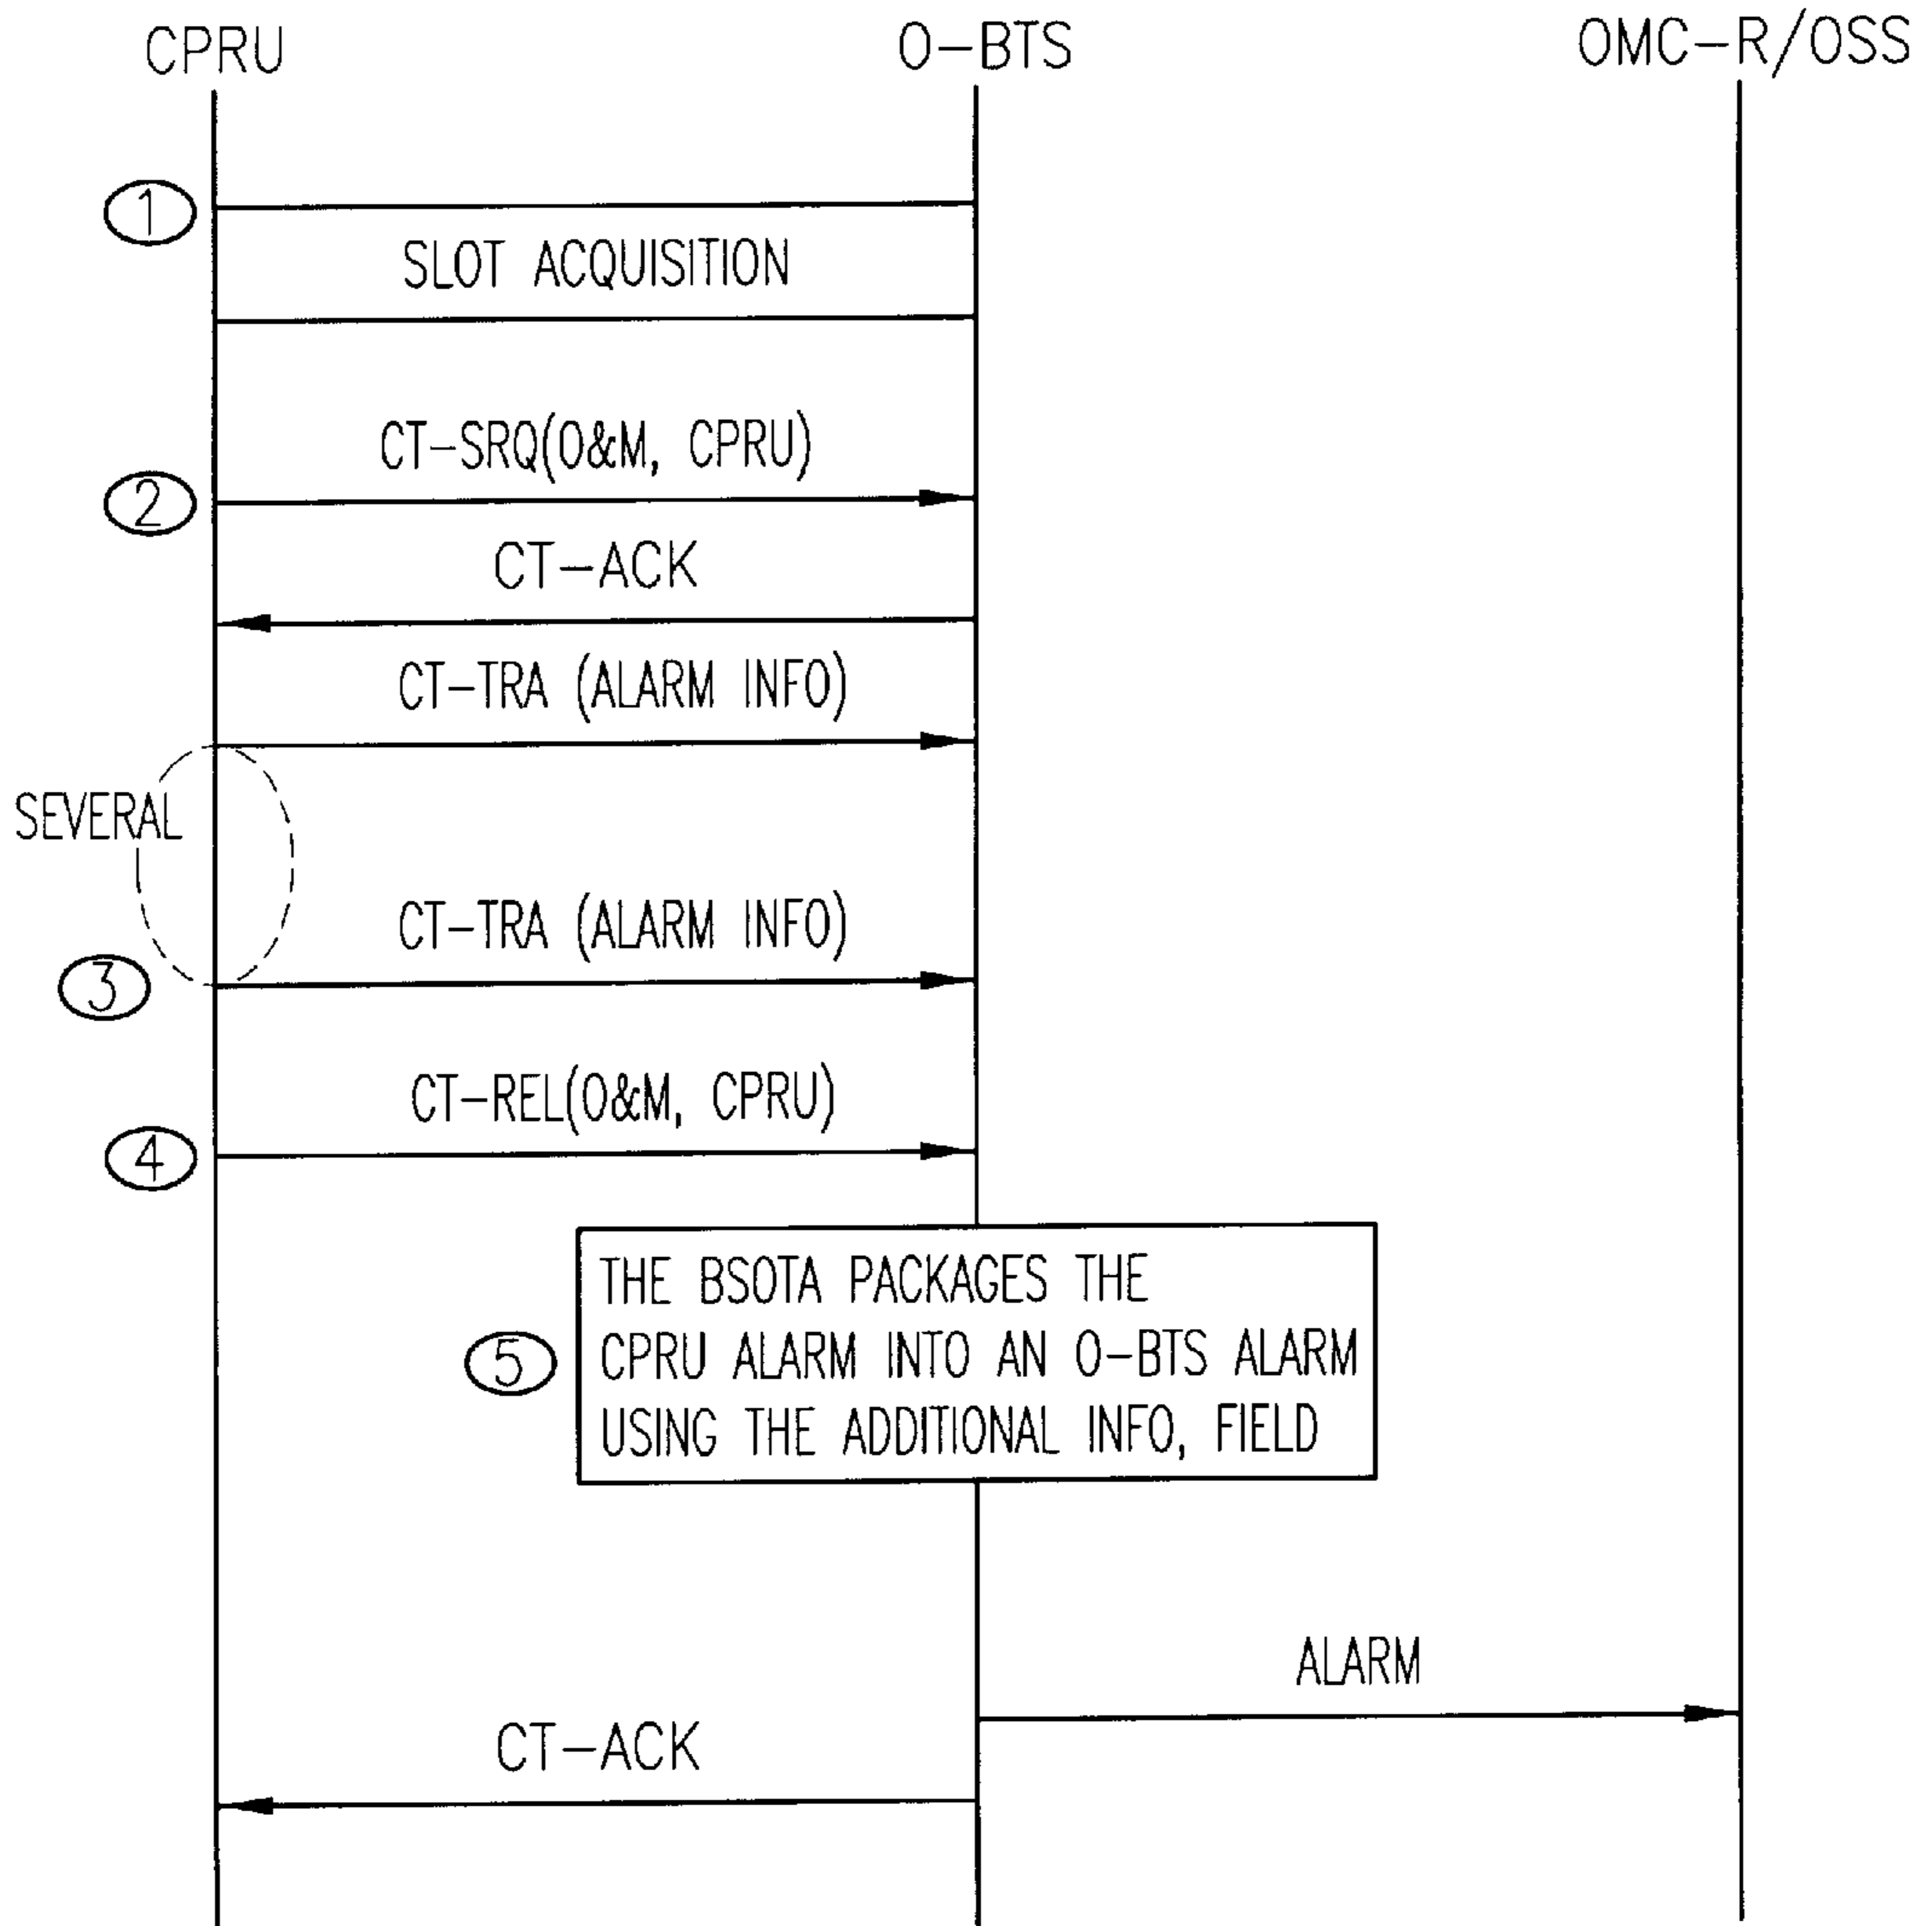 CPRU
O-BTS
OMC-R/OSS
1
SLOT ACQUISITION
CT-SRQ(O&M, CPRU)
2
CT-ACK
CT-TRA (ALARM INFO)
SEVERAL
CT-TRA (ALARM INFO)
3
CT-REL(O&M, CPRU)
4
THE BSOTA PACKAGES THE
5
CPRU ALARM INTO AN O-BTS ALARM
USING THE ADDITIONAL INFO, FIELD
ALARM
CT-ACK